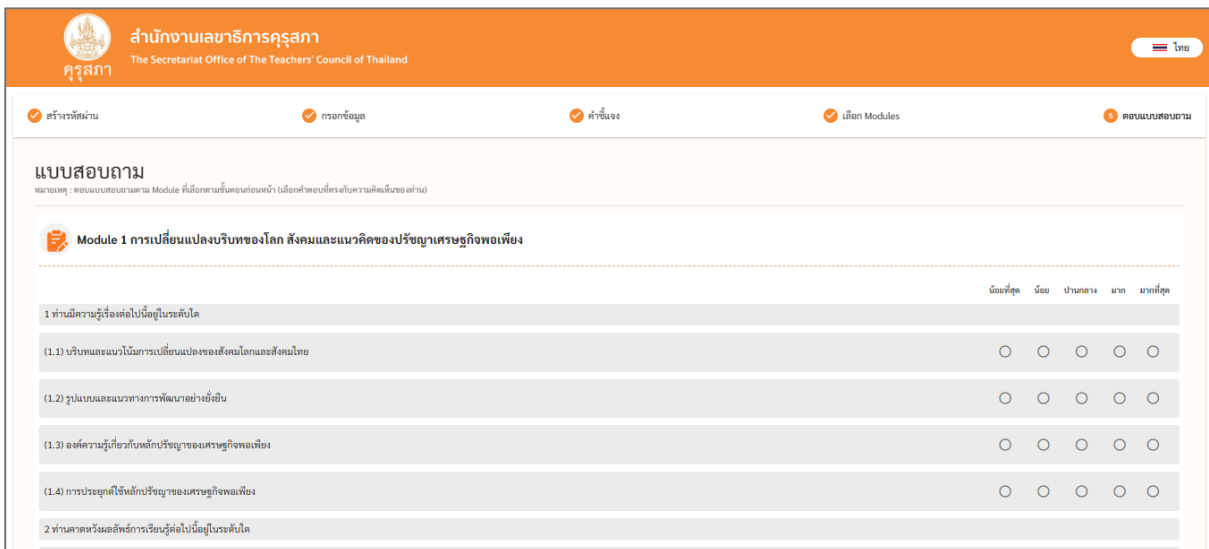 สำนักงานเลขาธิการคุรุสภา
The Secretariat Office of The Teachers' Council of Thailand
คุรุสภา
ไทย
สร้างรหัสผ่าน
กรอกข้อมูล
คำชี้แจง
เลือก Modules
5 ตอบแบบสอบถาม
แบบสอบถาม
หมายเหตุ : ตอบแบบสอบถามตาม Module ที่เลือกตามขั้นตอนก่อนหน้า (เลือกคำตอบที่ตรงกับความคิดเห็นของท่าน)
Module 1 การเปลี่ยนแปลงบริบทของโลก สังคมและแนวคิดของปรัชญาเศรษฐกิจพอเพียง
น้อยที่สุด น้อย ปานกลาง มาก มากที่สุด
1 ท่านมีความรู้เรื่องต่อไปนี้อยู่ในระดับใด
(1.1) บริบทและแนวโน้มการเปลี่ยนแปลงของสังคมโลกและสังคมไทย
(1.2) รูปแบบและแนวทางการพัฒนาอย่างยั่งยืน
(1.3) องค์ความรู้เกี่ยวกับหลักปรัชญาของเศรษฐกิจพอเพียง
(1.4) การประยุกต์ใช้หลักปรัชญาของเศรษฐกิจพอเพียง
2 ท่านคาดหวังผลลัพธ์การเรียนรู้ต่อไปนี้อยู่ในระดับใด